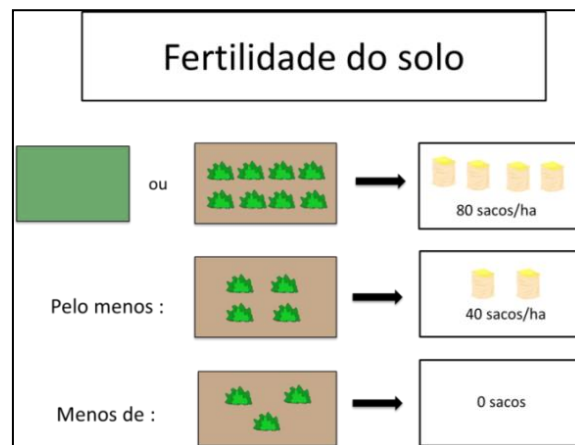 Fertilidade do solo
ou
80 sacos/ha
Pelo menos :
40 sacos/ha
Menos de :
0 sacos